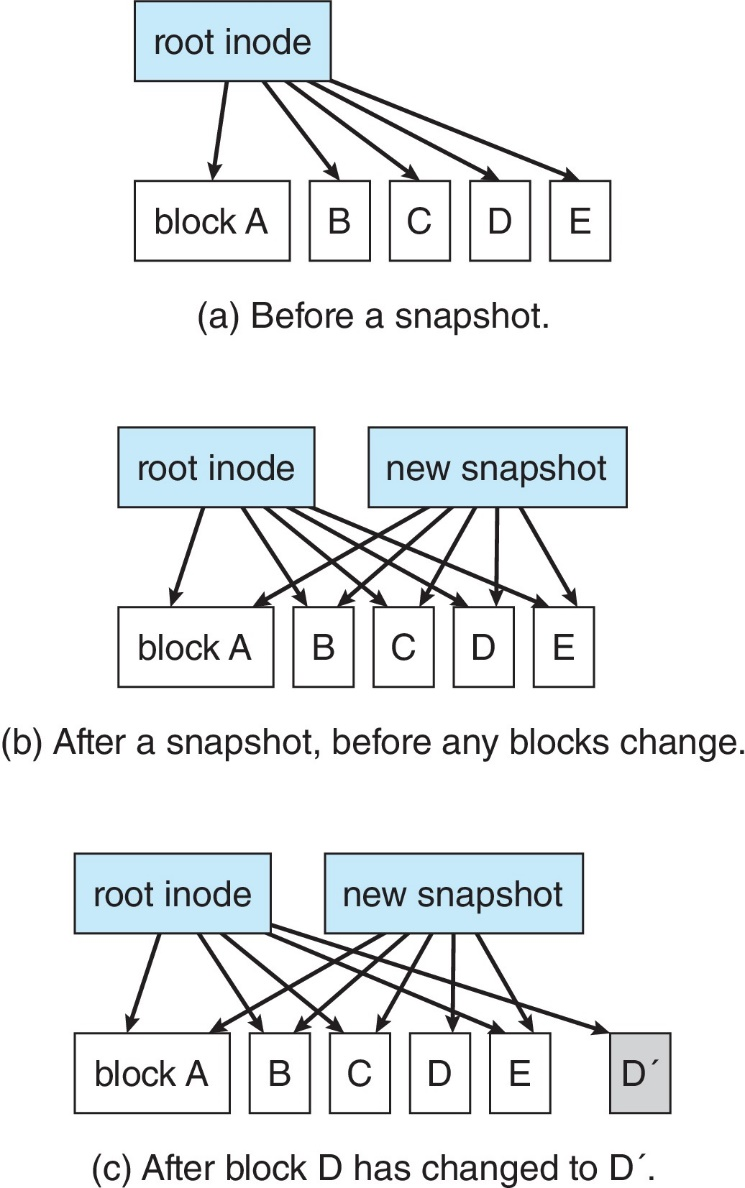 root inode
block A B C D E
(a) Before a snapshot.
root inode new snapshot
block A B C D E
(b) After a snapshot, before any blocks change.
root inode new snapshot
block A B C D E D´
(c) After block D has changed to D´.